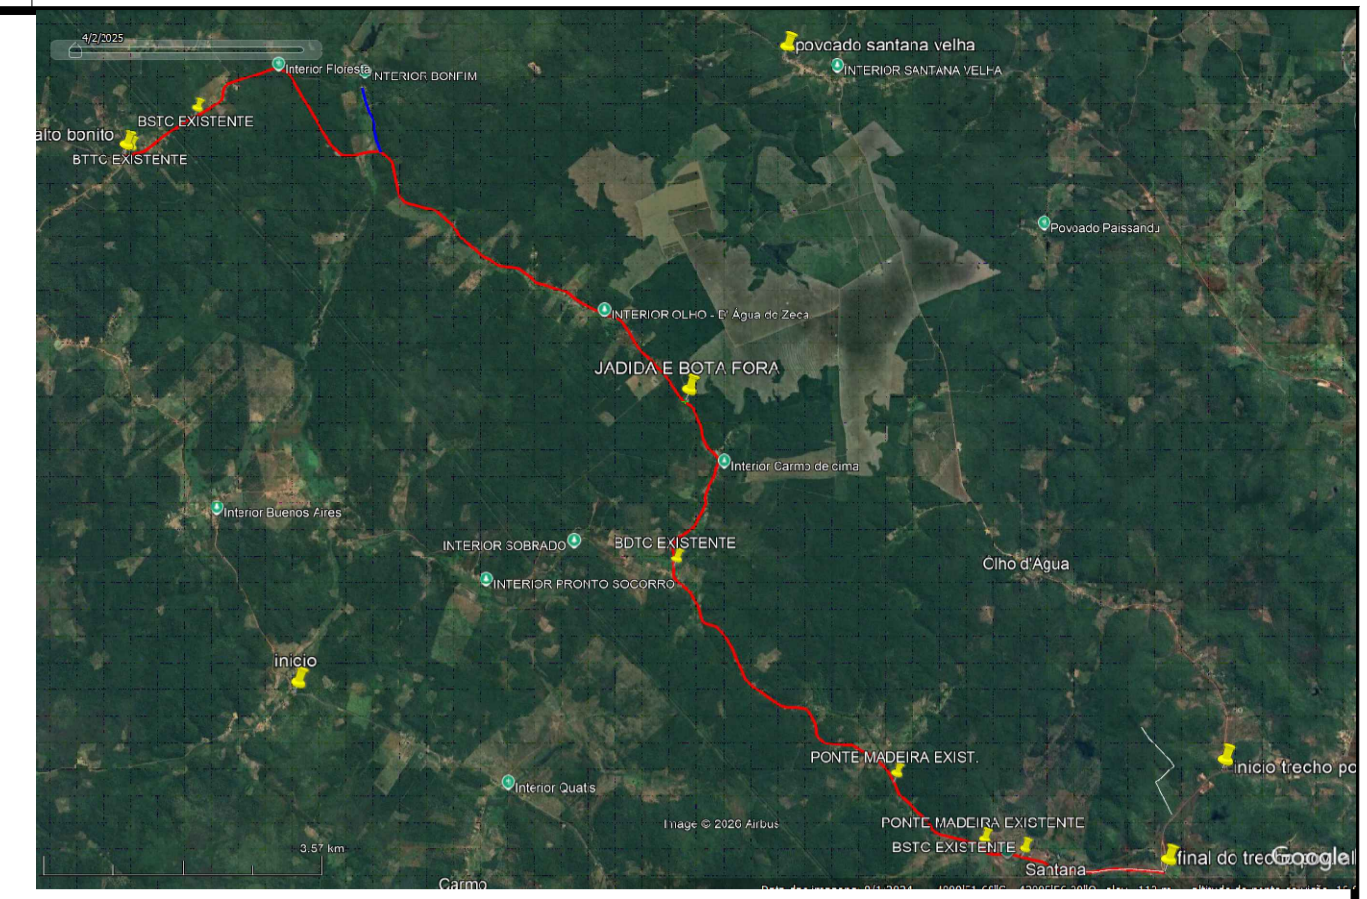 4/2/2025
povoado santana velha
Interior Floresta
INTERIOR BONFIM
INTERIOR SANTANA VELHA
BSTC EXISTENTE
alto bonito
BTTC EXISTENTE
Povoado Paissandu
INTERIOR OLHO - D' Água do Zeca
JADIDA E BOTA FORA
Interior Carmo de cima
Interior Buenos Aires
INTERIOR SOBRADO
BDTC EXISTENTE
Olho d'Água
INTERIOR PRONTO SOCORRO
inicio
PONTE MADEIRA EXIST.
inicio trecho po
Interior Quatis
Image © 2026 Airbus
PONTE MADEIRA EXISTENTE
3.57 km
BSTC EXISTENTE
final do trecho
Google
Santana
Carmo